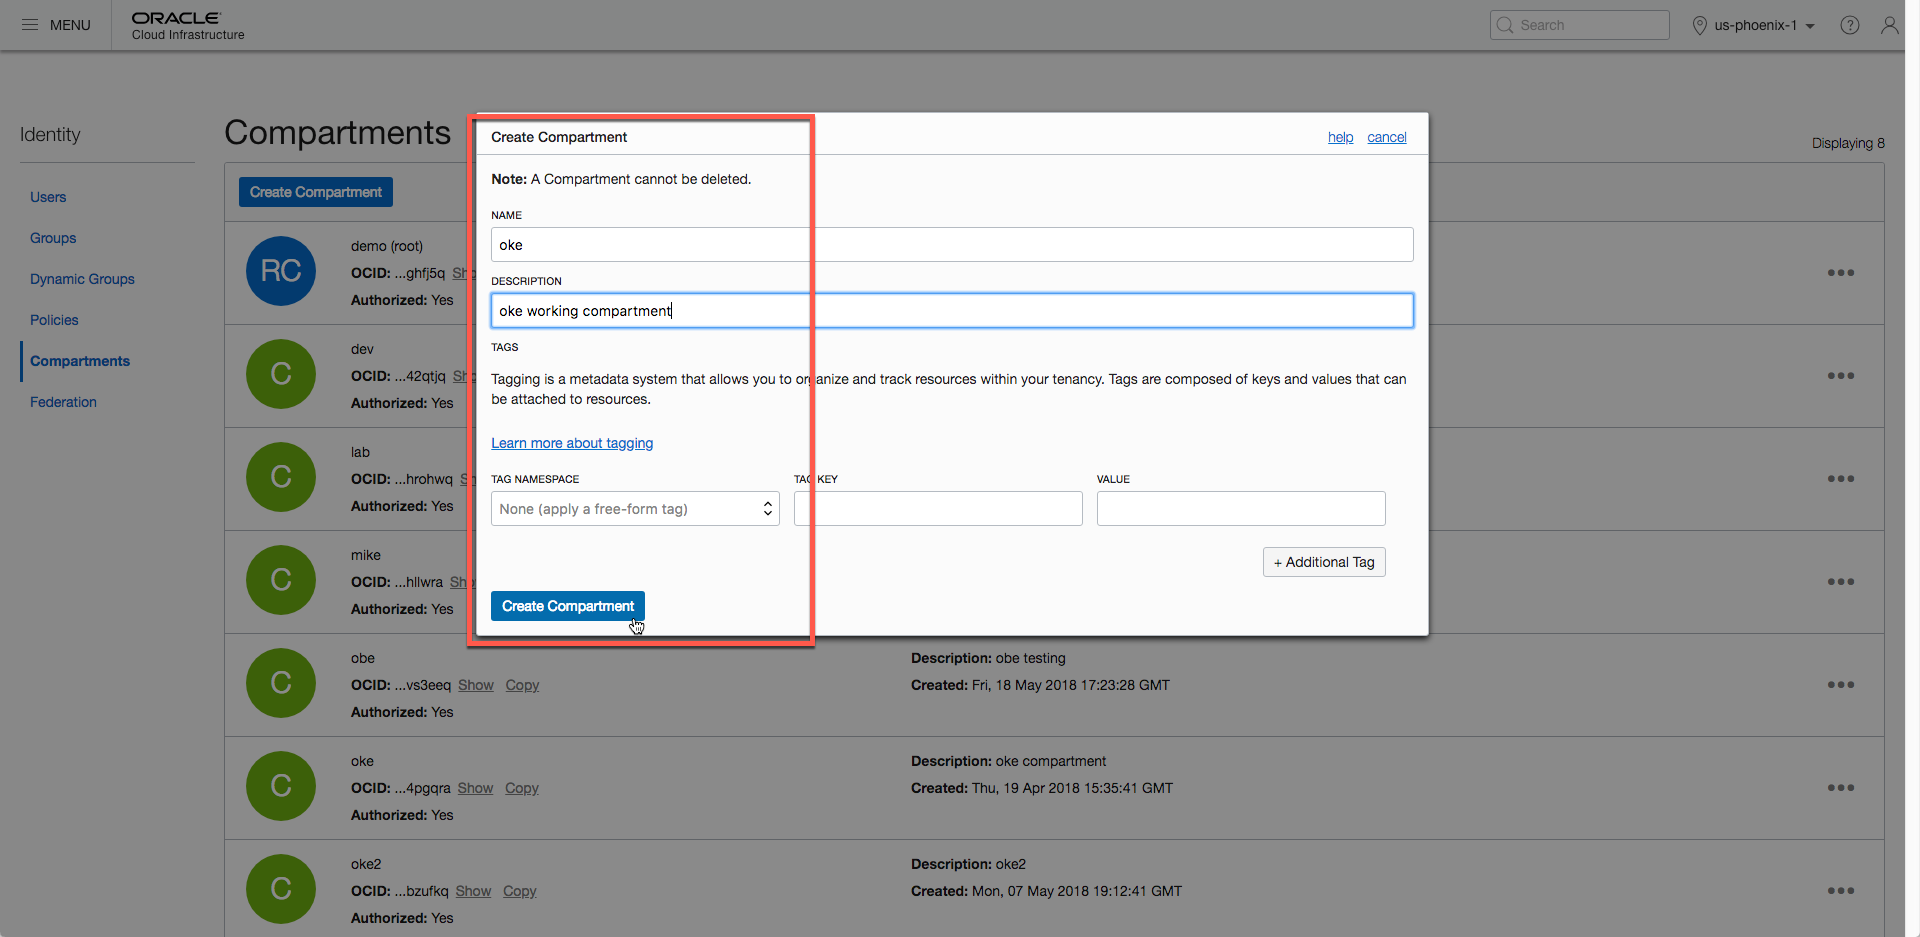 MENU
ORACLE
Cloud Infrastructure
Search
us-phoenix-1
?
Identity
Users
Groups
Dynamic Groups
Policies
Compartments
Federation
Compartments
Displaying 8
Create Compartment
RC
demo (root)
OCID: ...ghfj5q Sho
Authorized: Yes
C
dev
OCID: ...42qtjq Sh
Authorized: Yes
C
lab
OCID: ...hrohwq S
Authorized: Yes
C
mike
OCID: ...hllwra Sho
Authorized: Yes
C
obe
OCID: ...vs3eeq Show Copy
Authorized: Yes
Description: obe testing
Created: Fri, 18 May 2018 17:23:28 GMT
C
oke
OCID: ...4pgqra Show Copy
Authorized: Yes
Description: oke compartment
Created: Thu, 19 Apr 2018 15:35:41 GMT
C
oke2
OCID: ...bzufkq Show Copy
Authorized: Yes
Description: oke2
Created: Mon, 07 May 2018 19:12:41 GMT
Create Compartment
help cancel
Note: A Compartment cannot be deleted.
NAME
oke
DESCRIPTION
oke working compartment
TAGS
Tagging is a metadata system that allows you to organize and track resources within your tenancy. Tags are composed of keys and values that can
be attached to resources.
Learn more about tagging
TAG NAMESPACE TAG KEY VALUE
None (apply a free-form tag)
+ Additional Tag
Create Compartment